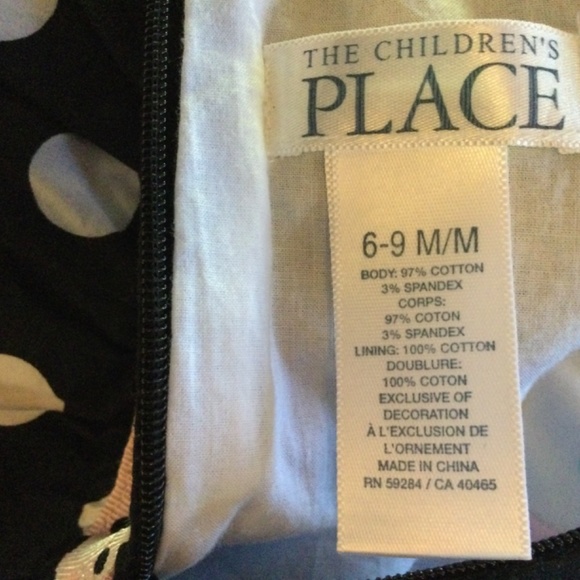 THE CHILDREN'S
PLACE
6-9 M/M
BODY: 97% COTTON
3% SPANDEX
CORPS:
97% COTON
3% SPANDEX
LINING: 100% COTTON
DOUBLURE:
100% COTON
EXCLUSIVE OF
DECORATION
À L'EXCLUSION DE
L'ORNEMENT
MADE IN CHINA
RN 59284 / CA 40465